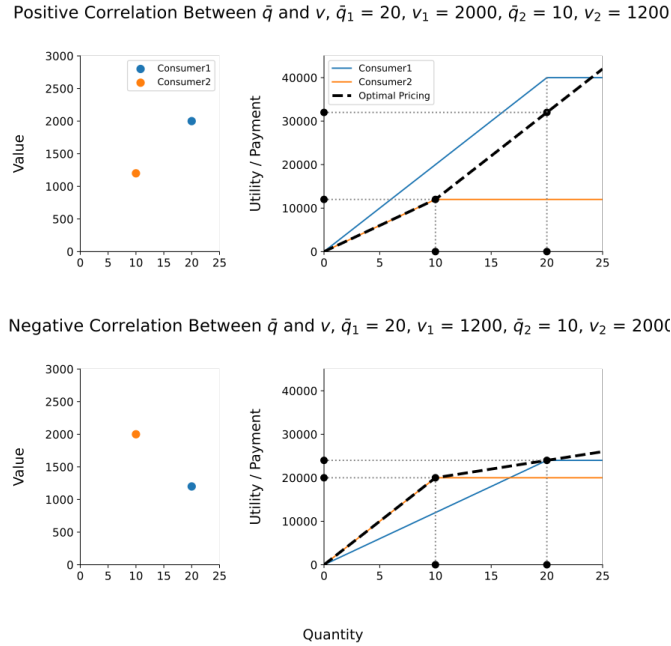 Positive Correlation Between q̄ and v, q̄₁ = 20, v₁ = 2000, q̄₂ = 10, v₂ = 1200
3000
2500
2000
1500
1000
500
0
0 5 10 15 20 25
Value
Consumer1
Consumer2
40000
30000
20000
10000
0
0 5 10 15 20 25
Utility / Payment
Consumer1
Consumer2
Optimal Pricing
Negative Correlation Between q̄ and v, q̄₁ = 20, v₁ = 1200, q̄₂ = 10, v₂ = 2000
3000
2500
2000
1500
1000
500
0
0 5 10 15 20 25
Value
40000
30000
20000
10000
0
0 5 10 15 20 25
Utility / Payment
Quantity